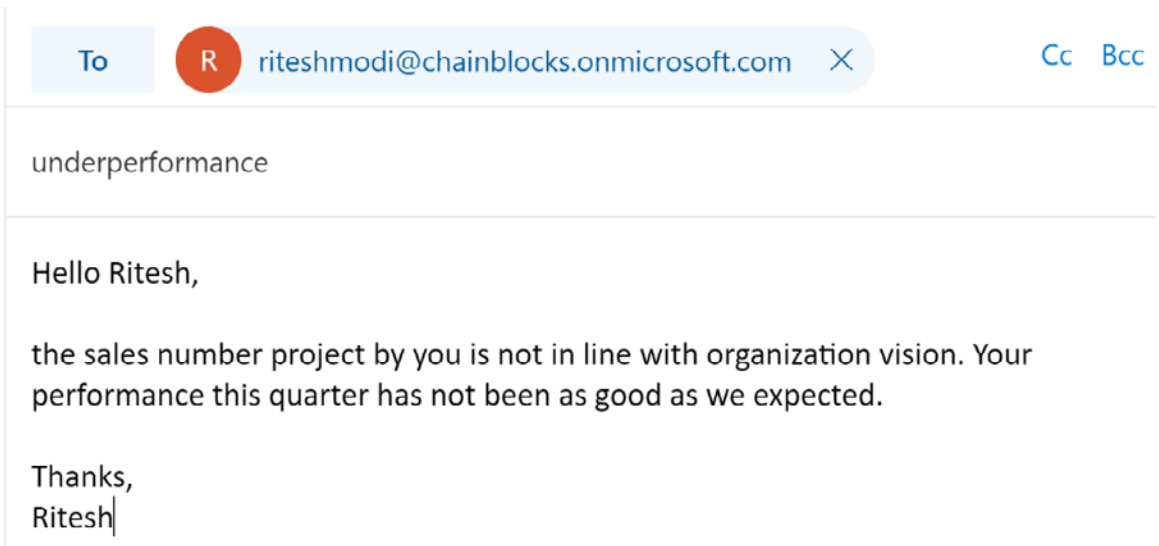 To R riteshmodi@chainblocks.onmicrosoft.com Cc Bcc
underperformance
Hello Ritesh,
the sales number project by you is not in line with organization vision. Your
performance this quarter has not been as good as we expected.
Thanks,
Ritesh